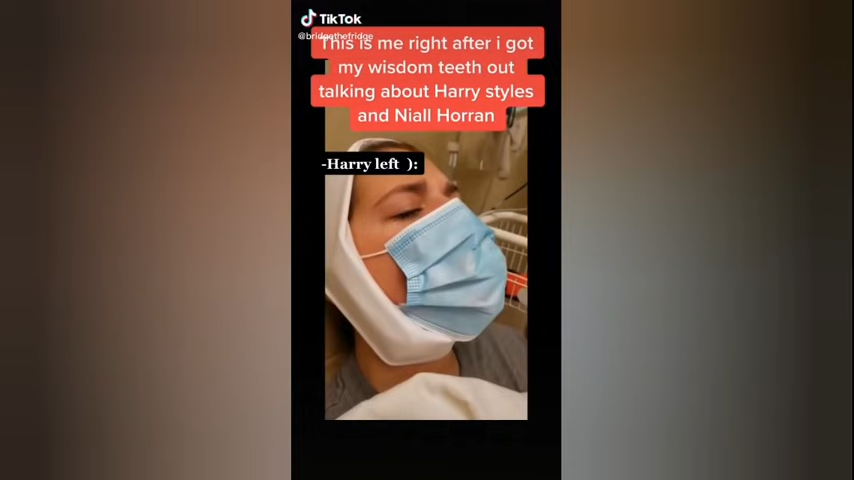 TikTok
@bridgethefridge
This is me right after i got
my wisdom teeth out
talking about Harry styles
and Niall Horran
-Harry left ):